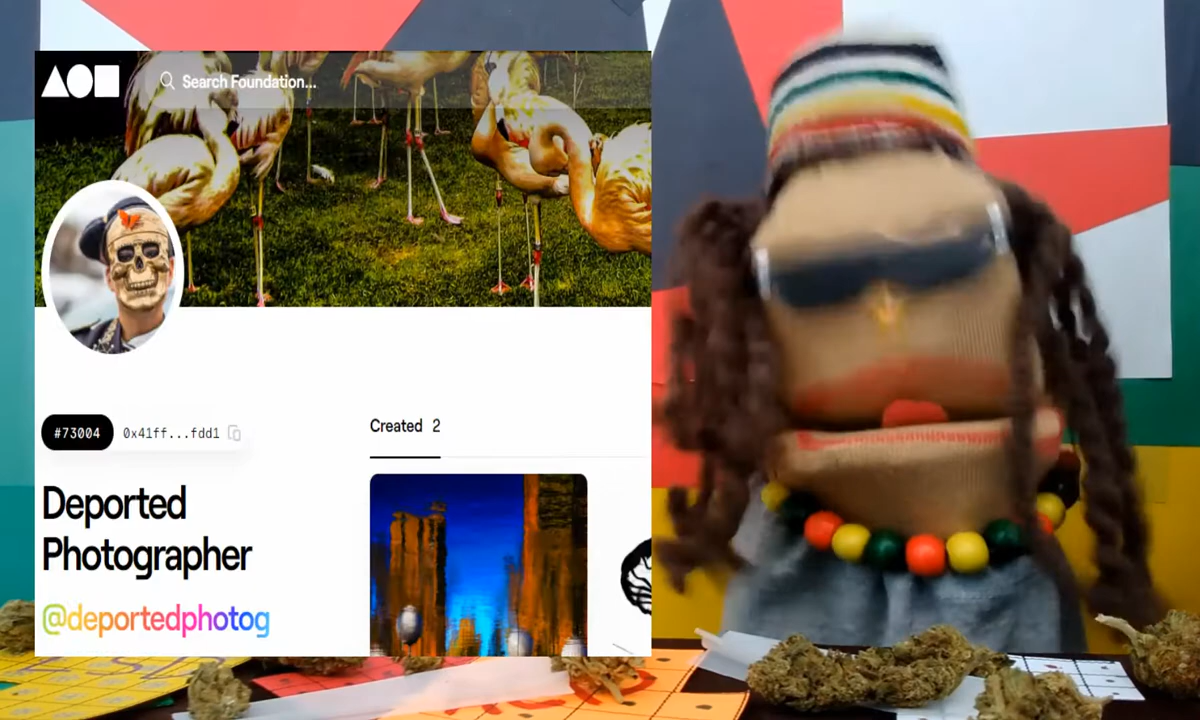 Search Foundation...
#73004 0x41ff...fdd1
Created 2
Deported
Photographer
@deportedphotog